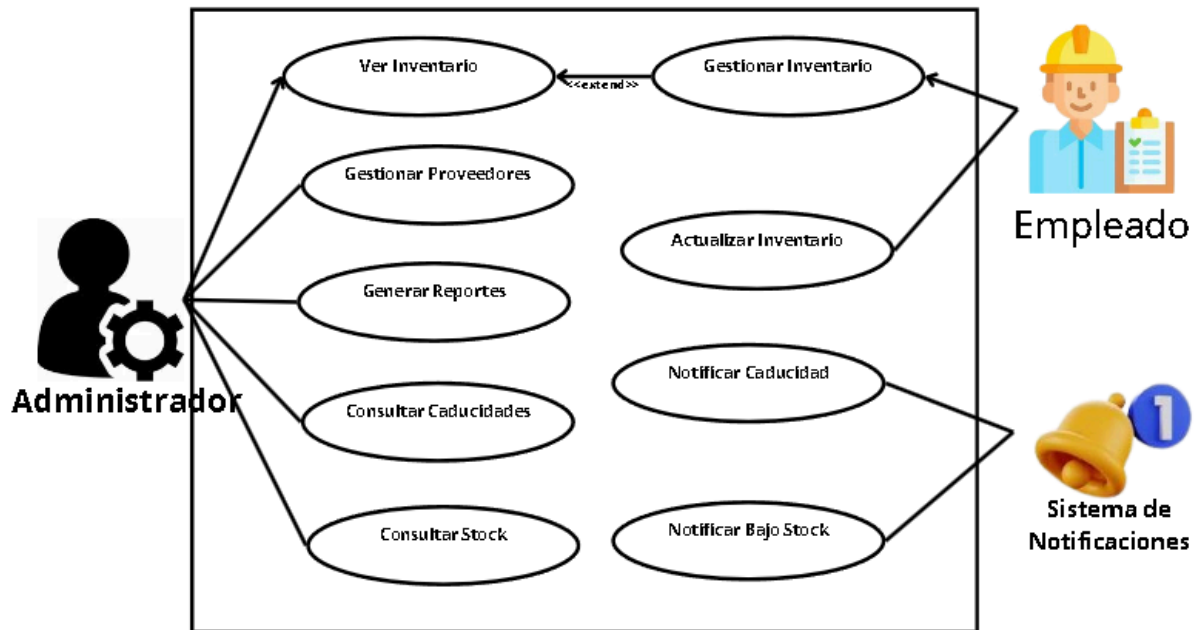 Ver Inventario
Gestionar Inventario
<<extend>>
Gestionar Proveedores
Empleado
Actualizar Inventario
Generar Reportes
Notificar Caducidad
Administrador
Consultar Caducidades
1
Sistema de
Notificaciones
Consultar Stock
Notificar Bajo Stock